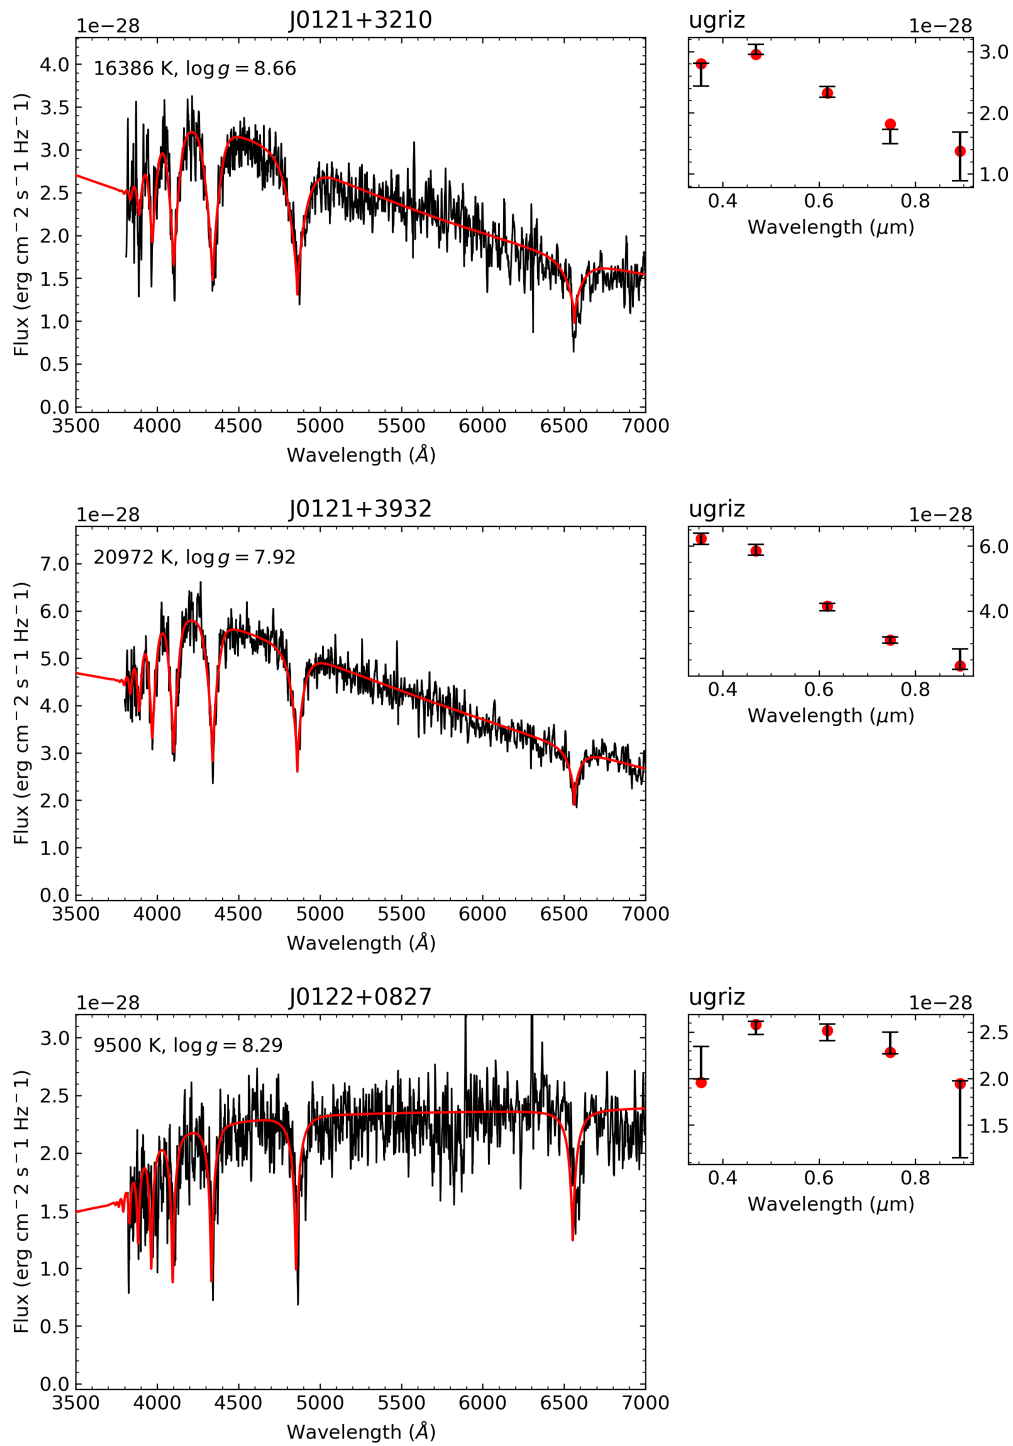 J0121+3210
1e−28
16386 K, log g = 8.66
4.0
3.5
3.0
2.5
2.0
1.5
1.0
0.5
0.0
Flux (erg cm−2 s−1 Hz−1)
3500 4000 4500 5000 5500 6000 6500 7000
Wavelength (Å)
ugriz
1e−28
3.0
2.0
1.0
0.4 0.6 0.8
Wavelength (μm)
J0121+3932
1e−28
20972 K, log g = 7.92
7.0
6.0
5.0
4.0
3.0
2.0
1.0
0.0
Flux (erg cm−2 s−1 Hz−1)
3500 4000 4500 5000 5500 6000 6500 7000
Wavelength (Å)
ugriz
1e−28
6.0
4.0
0.4 0.6 0.8
Wavelength (μm)
J0122+0827
1e−28
9500 K, log g = 8.29
3.0
2.5
2.0
1.5
1.0
0.5
0.0
Flux (erg cm−2 s−1 Hz−1)
3500 4000 4500 5000 5500 6000 6500 7000
Wavelength (Å)
ugriz
1e−28
2.5
2.0
1.5
0.4 0.6 0.8
Wavelength (μm)